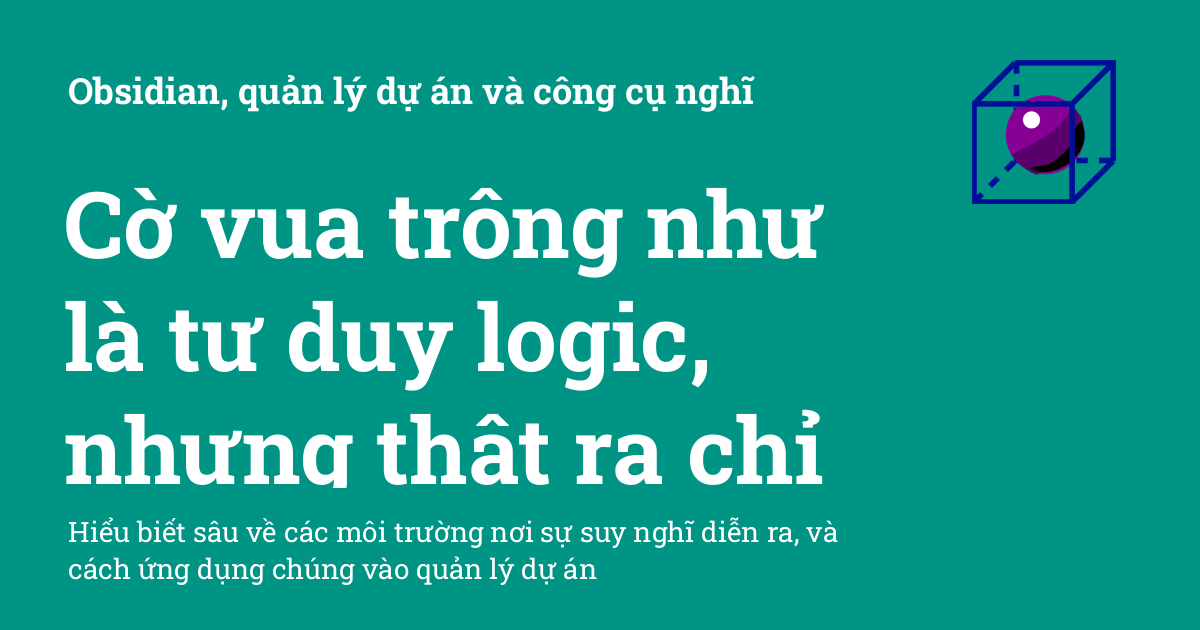 Obsidian, quản lý dự án và công cụ nghĩ
Cờ vua trông như
là tư duy logic,
nhưng thật ra chỉ
Hiểu biết sâu về các môi trường nơi sự suy nghĩ diễn ra, và
cách ứng dụng chúng vào quản lý dự án